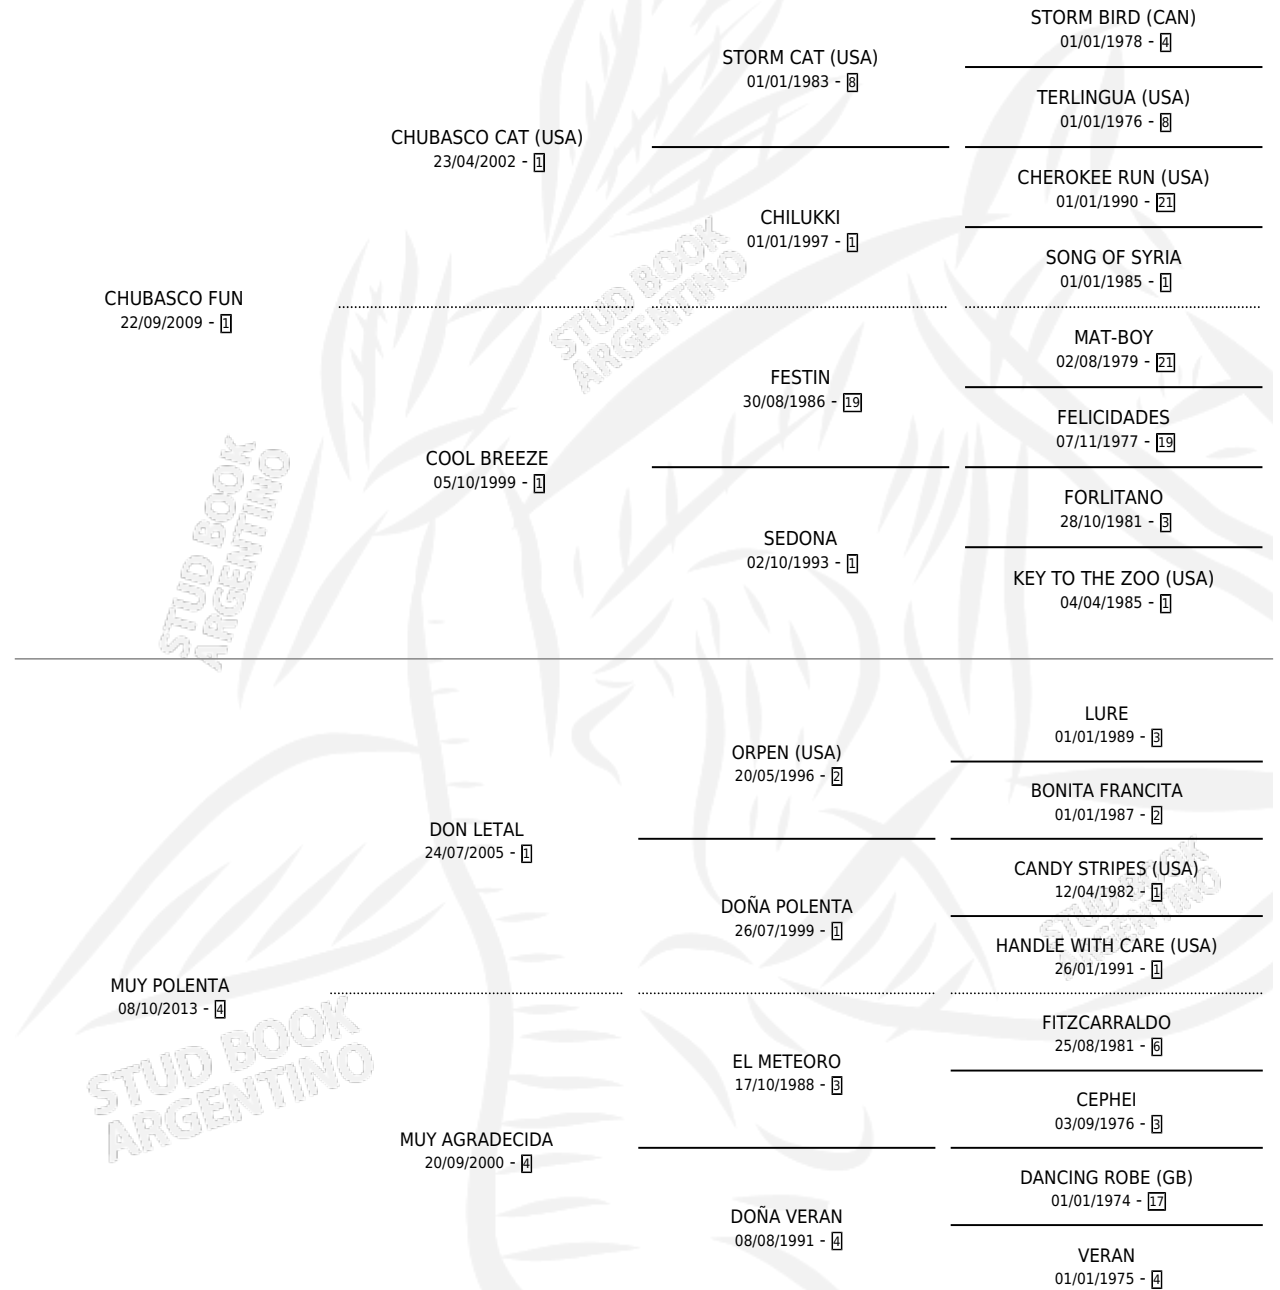 STORM BIRD (CAN)
01/01/1978 - 4
STORM CAT (USA)
01/01/1983 - 8
TERLINGUA (USA)
01/01/1976 - 8
CHUBASCO CAT (USA)
23/04/2002 - 1
CHEROKEE RUN (USA)
01/01/1990 - 21
CHILUKKI
01/01/1997 - 1
SONG OF SYRIA
01/01/1985 - 1
CHUBASCO FUN
22/09/2009 - 1
MAT-BOY
02/08/1979 - 21
FESTIN
30/08/1986 - 19
FELICIDADES
07/11/1977 - 19
COOL BREEZE
05/10/1999 - 1
FORLITANO
28/10/1981 - 3
SEDONA
02/10/1993 - 1
KEY TO THE ZOO (USA)
04/04/1985 - 1
STUD BOOK
ARGENTINO
STUD BOOK
ARGENTINO
LURE
01/01/1989 - 3
ORPEN (USA)
20/05/1996 - 2
BONITA FRANCITA
01/01/1987 - 2
DON LETAL
24/07/2005 - 1
CANDY STRIPES (USA)
12/04/1982 - 1
DOÑA POLENTA
26/07/1999 - 1
HANDLE WITH CARE (USA)
26/01/1991 - 1
MUY POLENTA
08/10/2013 - 4
FITZCARRALDO
25/08/1981 - 6
EL METEORO
17/10/1988 - 3
CEPHEI
03/09/1976 - 3
MUY AGRADECIDA
20/09/2000 - 4
DANCING ROBE (GB)
01/01/1974 - 17
DOÑA VERAN
08/08/1991 - 4
VERAN
01/01/1975 - 4
STUD BOOK
ARGENTINO
STUD BOOK
ARGENTINO